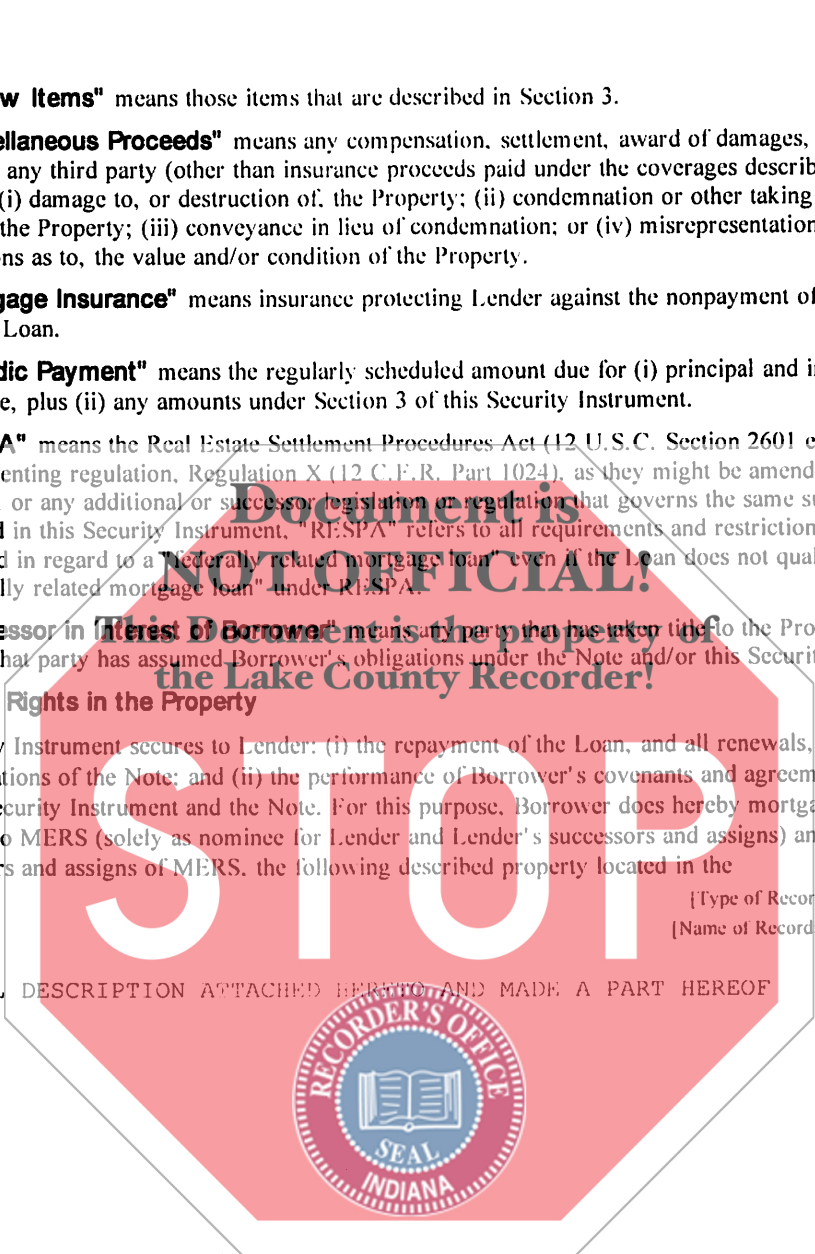 w Items" means those items that are described in Section 3.
ellaneous Proceeds" means any compensation, settlement, award of damages,
any third party (other than insurance proceeds paid under the coverages describ
(i) damage to, or destruction of, the Property; (ii) condemnation or other taking
the Property; (iii) conveyance in lieu of condemnation; or (iv) misrepresentation
ns as to, the value and/or condition of the Property.
gage Insurance" means insurance protecting Lender against the nonpayment of
Loan.
dic Payment" means the regularly scheduled amount due for (i) principal and i
e, plus (ii) any amounts under Section 3 of this Security Instrument.
A" means the Real Estate Settlement Procedures Act (12 U.S.C. Section 2601 e
enting regulation, Regulation X (12 C.F.R. Part 1024), as they might be amend
or any additional or successor legislation or regulation that governs the same s
d in this Security Instrument, "RESPA" refers to all requirements and restriction
d in regard to a "federally related mortgage loan" even if the Loan does not qual
lly related mortgage loan" under RESPA.
essor in Interest of Borrower" means any party that has taken title to the Pro
hat party has assumed Borrower's obligations under the Note and/or this Securit
Rights in the Property
y Instrument secures to Lender: (i) the repayment of the Loan, and all renewals,
tions of the Note; and (ii) the performance of Borrower's covenants and agreem
ecurity Instrument and the Note. For this purpose, Borrower does hereby mortga
o MERS (solely as nominee for Lender and Lender's successors and assigns) an
s and assigns of MERS, the following described property located in the
[Type of Recor
[Name of Record
L DESCRIPTION ATTACHED HERETO AND MADE A PART HEREOF
Document is
NOT OFFICIAL!
This Document is the property of
the Lake County Recorder!
STOP
RECORDER'S OFFICE
SEAL
INDIANA